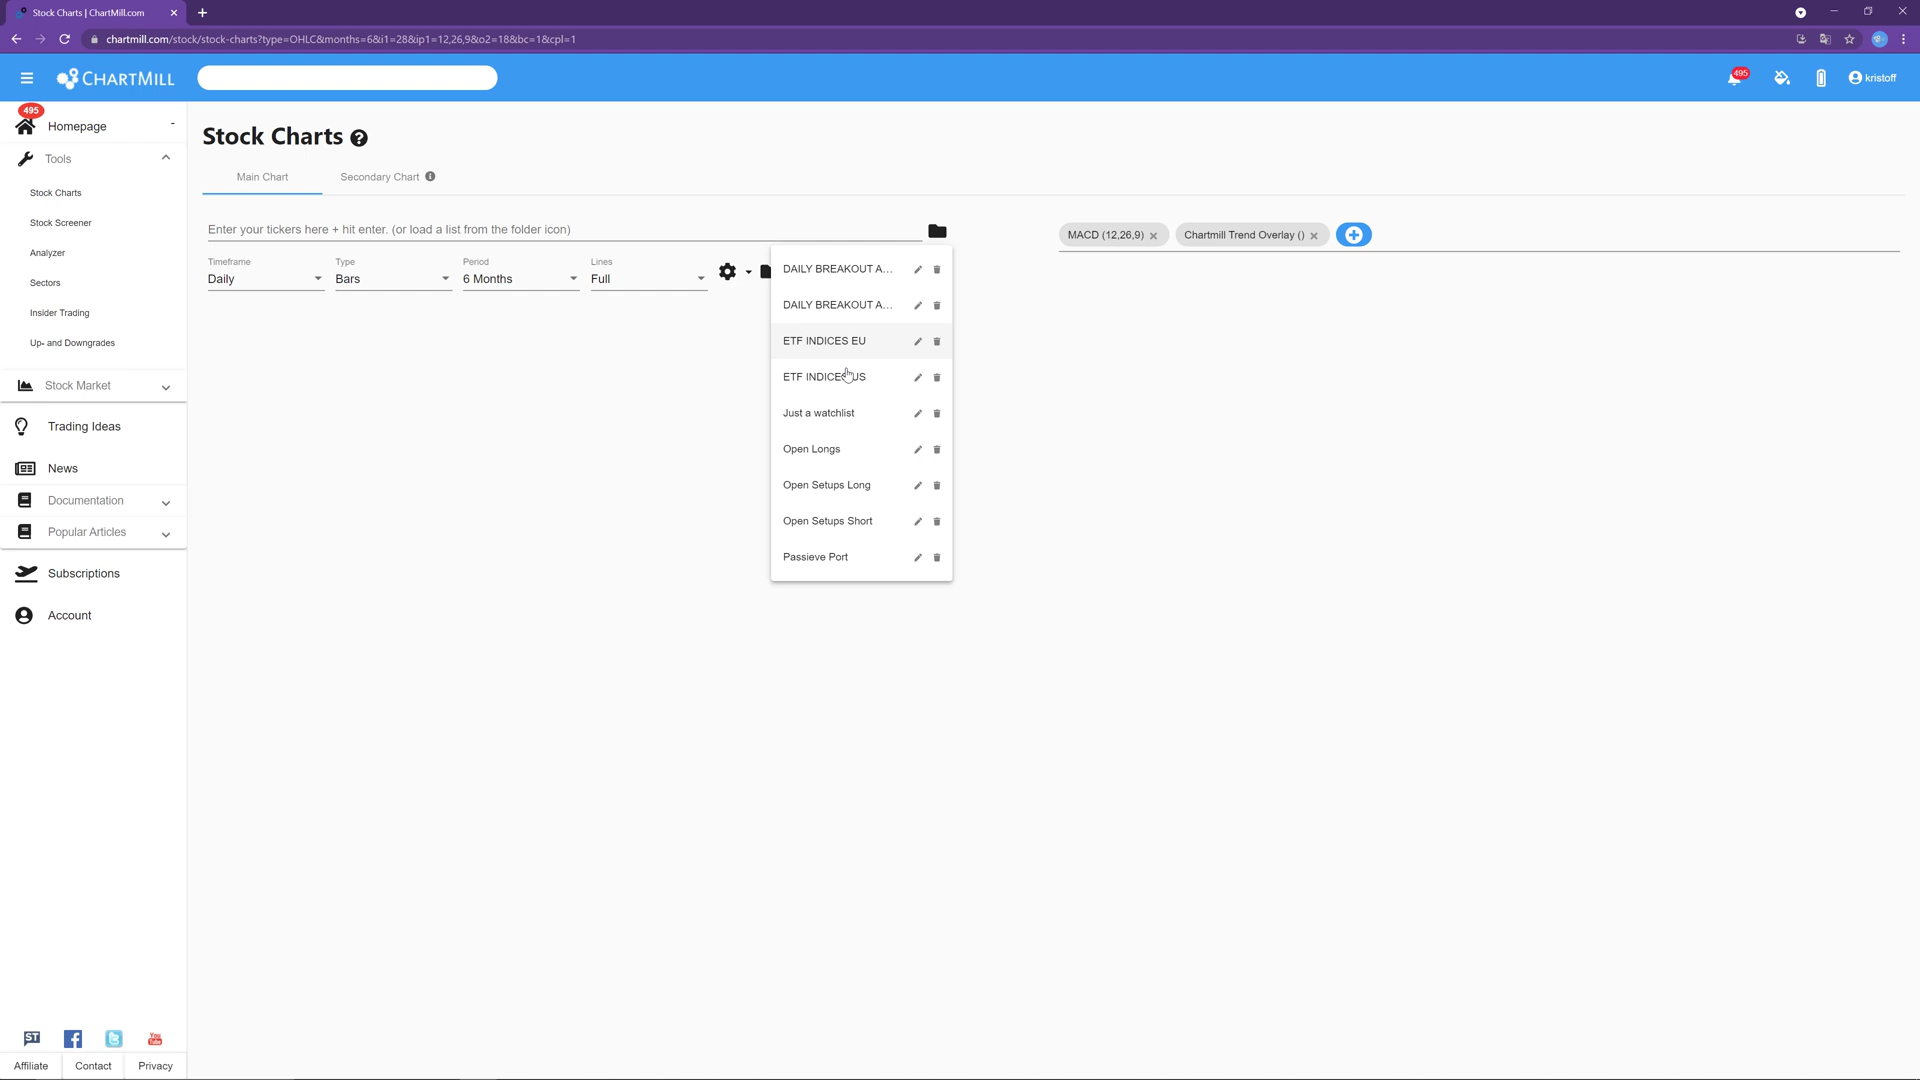 Stock Charts | ChartMill.com
chartmill.com/stock/stock-charts?type=OHLC&months=6&i1=28&ip1=12,26,9&o2=18&bc=1&cpl=1
CHARTMILL
495
kristoff
495
Homepage
Tools
Stock Charts
Stock Screener
Analyzer
Sectors
Insider Trading
Up- and Downgrades
Stock Market
Trading Ideas
News
Documentation
Popular Articles
Subscriptions
Account
ST
You Tube
Affiliate
Contact
Privacy
Stock Charts
Main Chart
Secondary Chart
Enter your tickers here + hit enter. (or load a list from the folder icon)
Timeframe
Daily
Type
Bars
Period
6 Months
Lines
Full
MACD (12,26,9)
Chartmill Trend Overlay ()
DAILY BREAKOUT A...
DAILY BREAKOUT A...
ETF INDICES EU
ETF INDICES US
Just a watchlist
Open Longs
Open Setups Long
Open Setups Short
Passieve Port